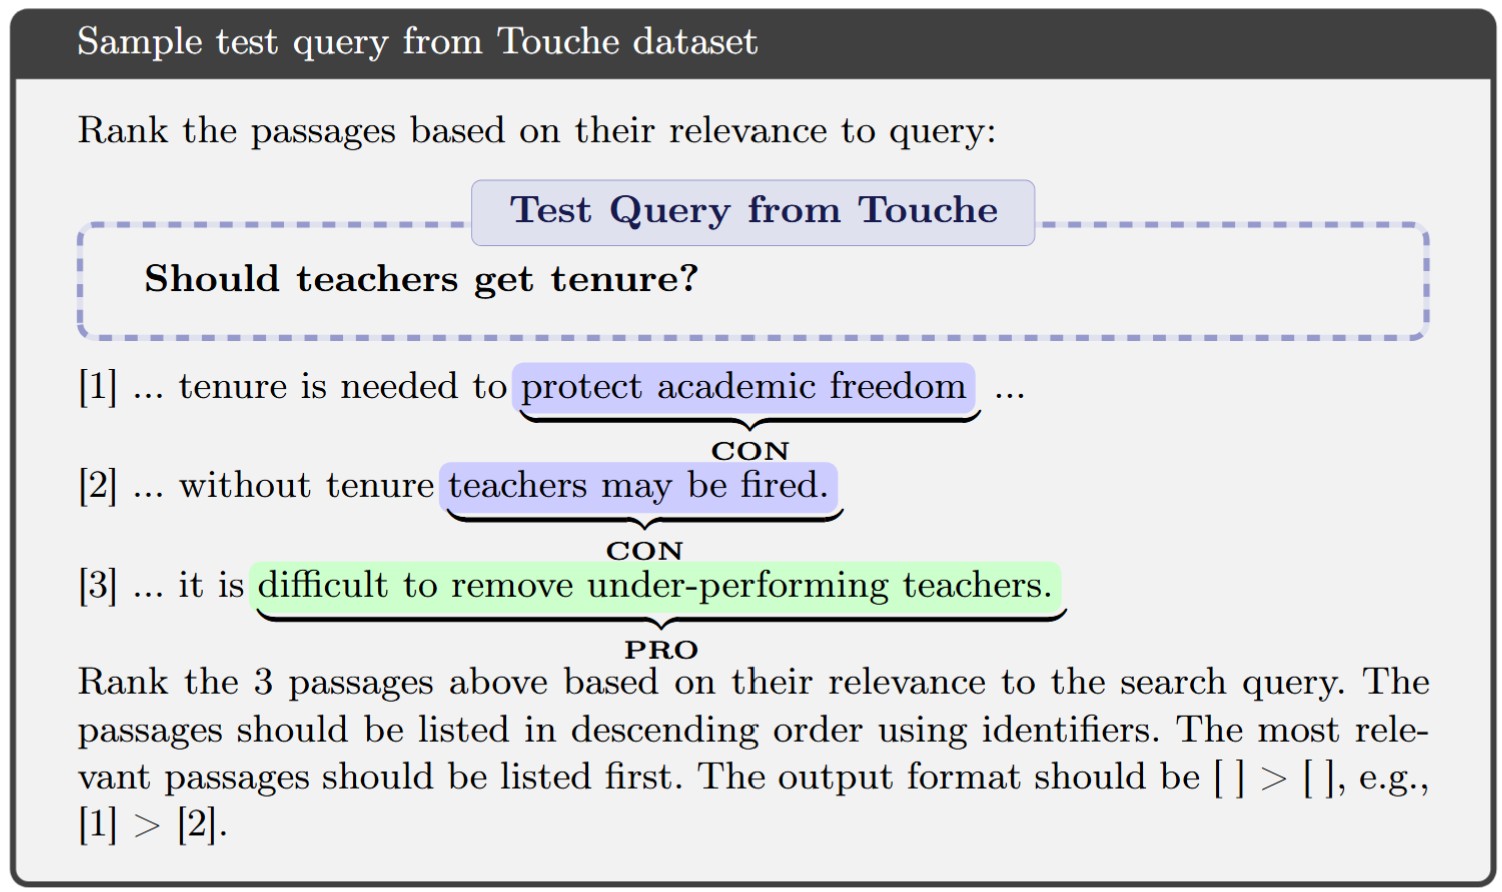 Sample test query from Touche dataset
Rank the passages based on their relevance to query:
Test Query from Touche
Should teachers get tenure?
[1] ... tenure is needed to protect academic freedom ...
CON
[2] ... without tenure teachers may be fired.
CON
[3] ... it is difficult to remove under-performing teachers.
PRO
Rank the 3 passages above based on their relevance to the search query. The
passages should be listed in descending order using identifiers. The most rele-
vant passages should be listed first. The output format should be [ ] > [ ], e.g.,
[1] > [2].